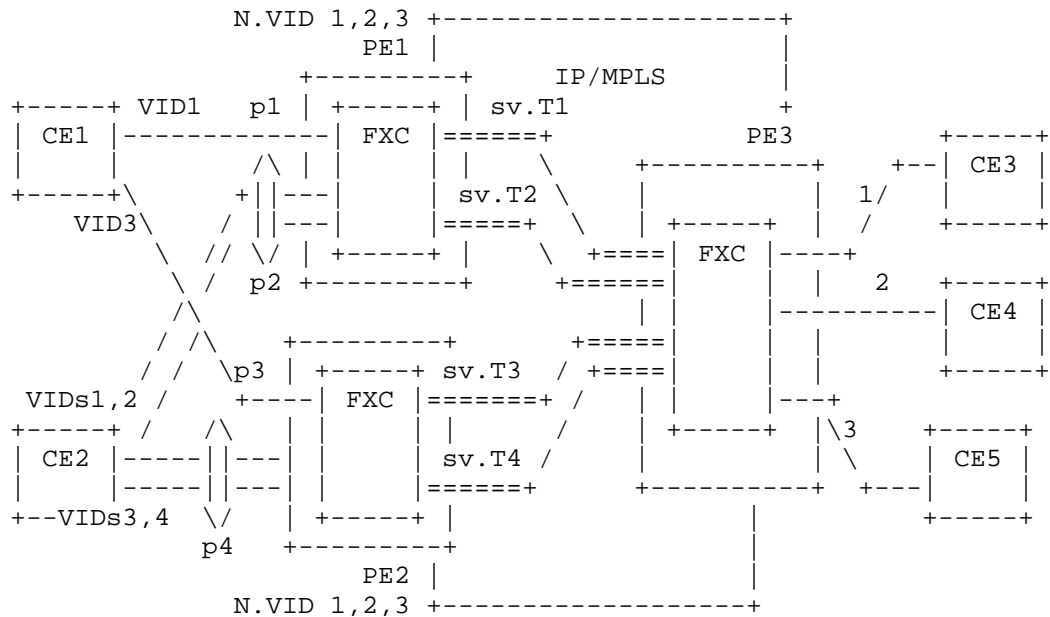 N.VID 1,2,3
PE1
IP/MPLS
VID1 p1 sv.T1
CE1 FXC PE3
CE3
sv.T2 1
VID3
FXC
p2 2
CE4
p3 sv.T3
VIDs1,2 FXC
3
CE2 sv.T4 CE5
VIDs3,4
p4
PE2
N.VID 1,2,3